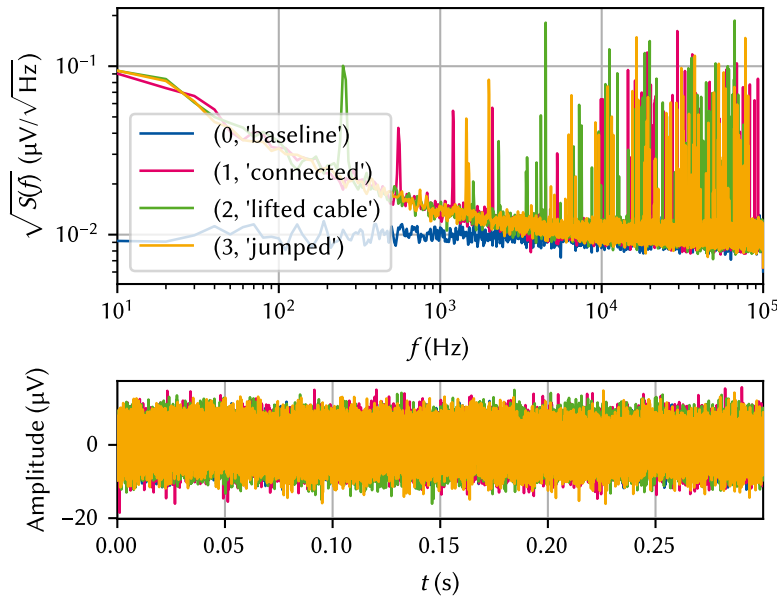 √S(f) (µV/√Hz)
10⁻¹
10⁻²
(0, 'baseline')
(1, 'connected')
(2, 'lifted cable')
(3, 'jumped')
10¹ 10² 10³ 10⁴ 10⁵
f (Hz)
Amplitude (µV)
0
−20
0.00 0.05 0.10 0.15 0.20 0.25
t (s)